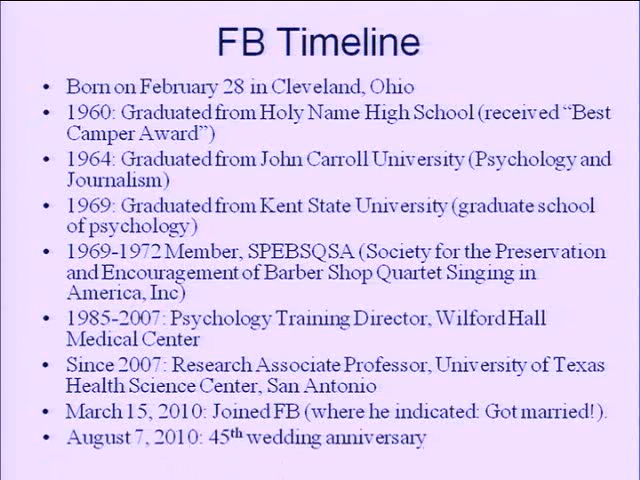 FB Timeline
• Born on February 28 in Cleveland, Ohio
• 1960: Graduated from Holy Name High School (received “Best
Camper Award”)
• 1964: Graduated from John Carroll University (Psychology and
Journalism)
• 1969: Graduated from Kent State University (graduate school
of psychology)
• 1969-1972 Member, SPEBSQSA (Society for the Preservation
and Encouragement of Barber Shop Quartet Singing in
America, Inc)
• 1985-2007: Psychology Training Director, Wilford Hall
Medical Center
• Since 2007: Research Associate Professor, University of Texas
Health Science Center, San Antonio
• March 15, 2010: Joined FB (where he indicated: Got married!).
• August 7, 2010: 45th wedding anniversary